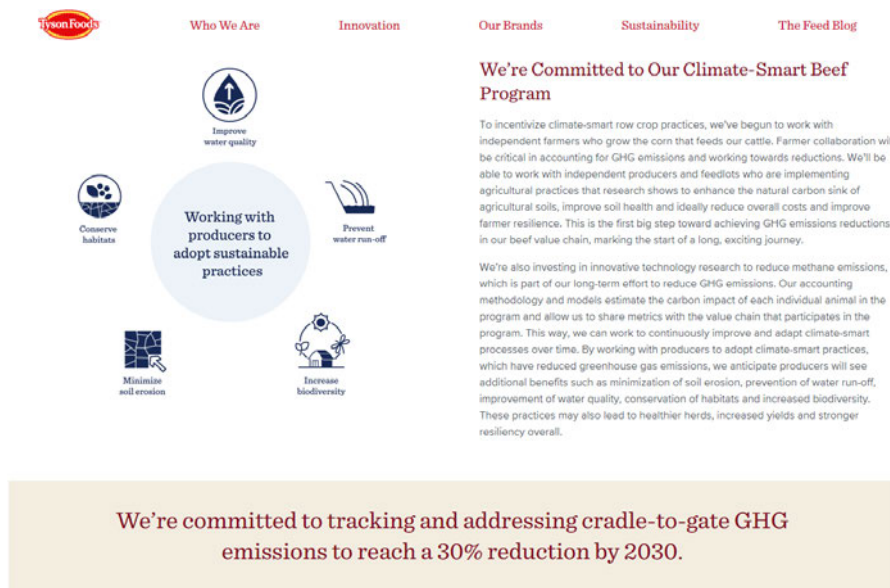 Tyson Foods
Who We Are
Innovation
Our Brands
Sustainability
The Feed Blog
Improve
water quality
Conserve
habitats
Working with
producers to
adopt sustainable
practices
Prevent
water run-off
Minimize
soil erosion
Increase
biodiversity
We're Committed to Our Climate-Smart Beef
Program
To incentivize climate-smart row crop practices, we've begun to work with
independent farmers who grow the corn that feeds our cattle. Farmer collaboration wil
be critical in accounting for GHG emissions and working towards reductions. We'll be
able to work with independent producers and feedlots who are implementing
agricultural practices that research shows to enhance the natural carbon sink of
agricultural soils, improve soil health and ideally reduce overall costs and improve
farmer resilience. This is the first big step toward achieving GHG emissions reductions
in our beef value chain, marking the start of a long, exciting journey.
We're also investing in innovative technology research to reduce methane emissions,
which is part of our long-term effort to reduce GHG emissions. Our accounting
methodology and models estimate the carbon impact of each individual animal in the
program and allow us to share metrics with the value chain that participates in the
program. This way, we can work to continuously improve and adapt climate-smart
processes over time. By working with producers to adopt climate-smart practices,
which have reduced greenhouse gas emissions, we anticipate producers will see
additional benefits such as minimization of soil erosion, prevention of water run-off,
improvement of water quality, conservation of habitats and increased biodiversity.
These practices may also lead to healthier herds, increased yields and stronger
resiliency overall.
We're committed to tracking and addressing cradle-to-gate GHG
emissions to reach a 30% reduction by 2030.